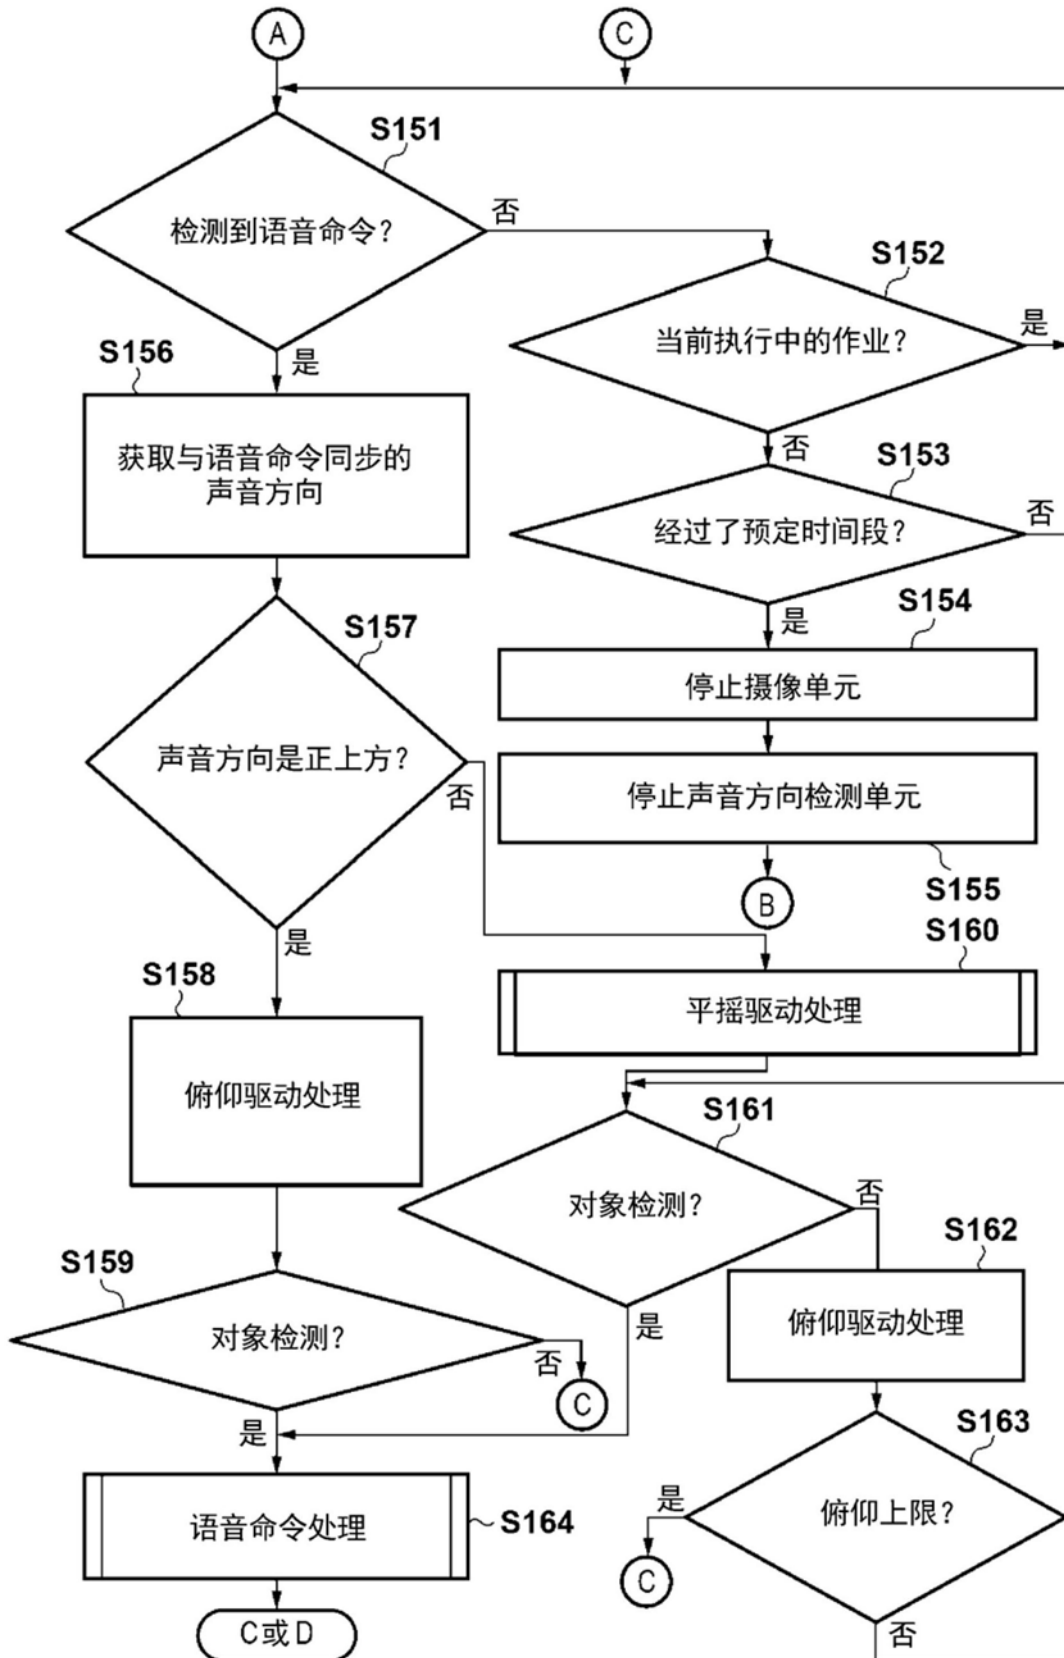 A
C
S151
检测到语音命令?
否
S152
当前执行中的作业?
是
S156
是
获取与语音命令同步的
声音方向
否
S153
经过了预定时间段?
否
是
S154
停止摄像单元
S157
声音方向是正上方?
否
停止声音方向检测单元
S155
B
S160
是
S158
平摇驱动处理
俯仰驱动处理
S161
对象检测?
否
S162
俯仰驱动处理
S159
对象检测?
否
是
C
是
S163
俯仰上限?
是
C
否
语音命令处理
S164
C或D